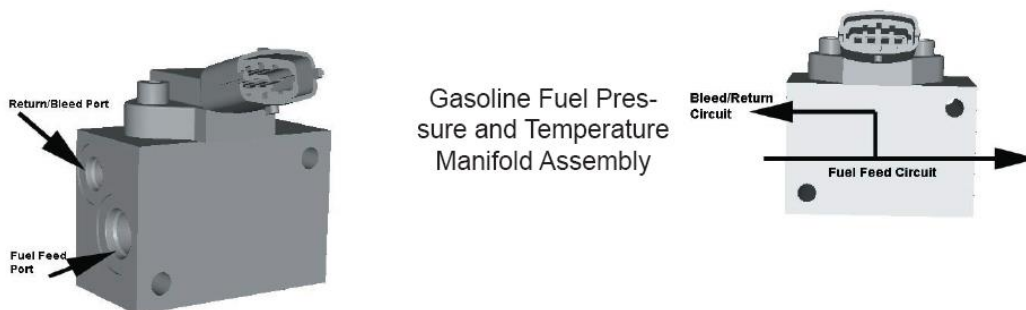 Return/Bleed Port
Fuel Feed
Port
Gasoline Fuel Pres-
sure and Temperature
Manifold Assembly
Bleed/Return
Circuit
Fuel Feed Circuit